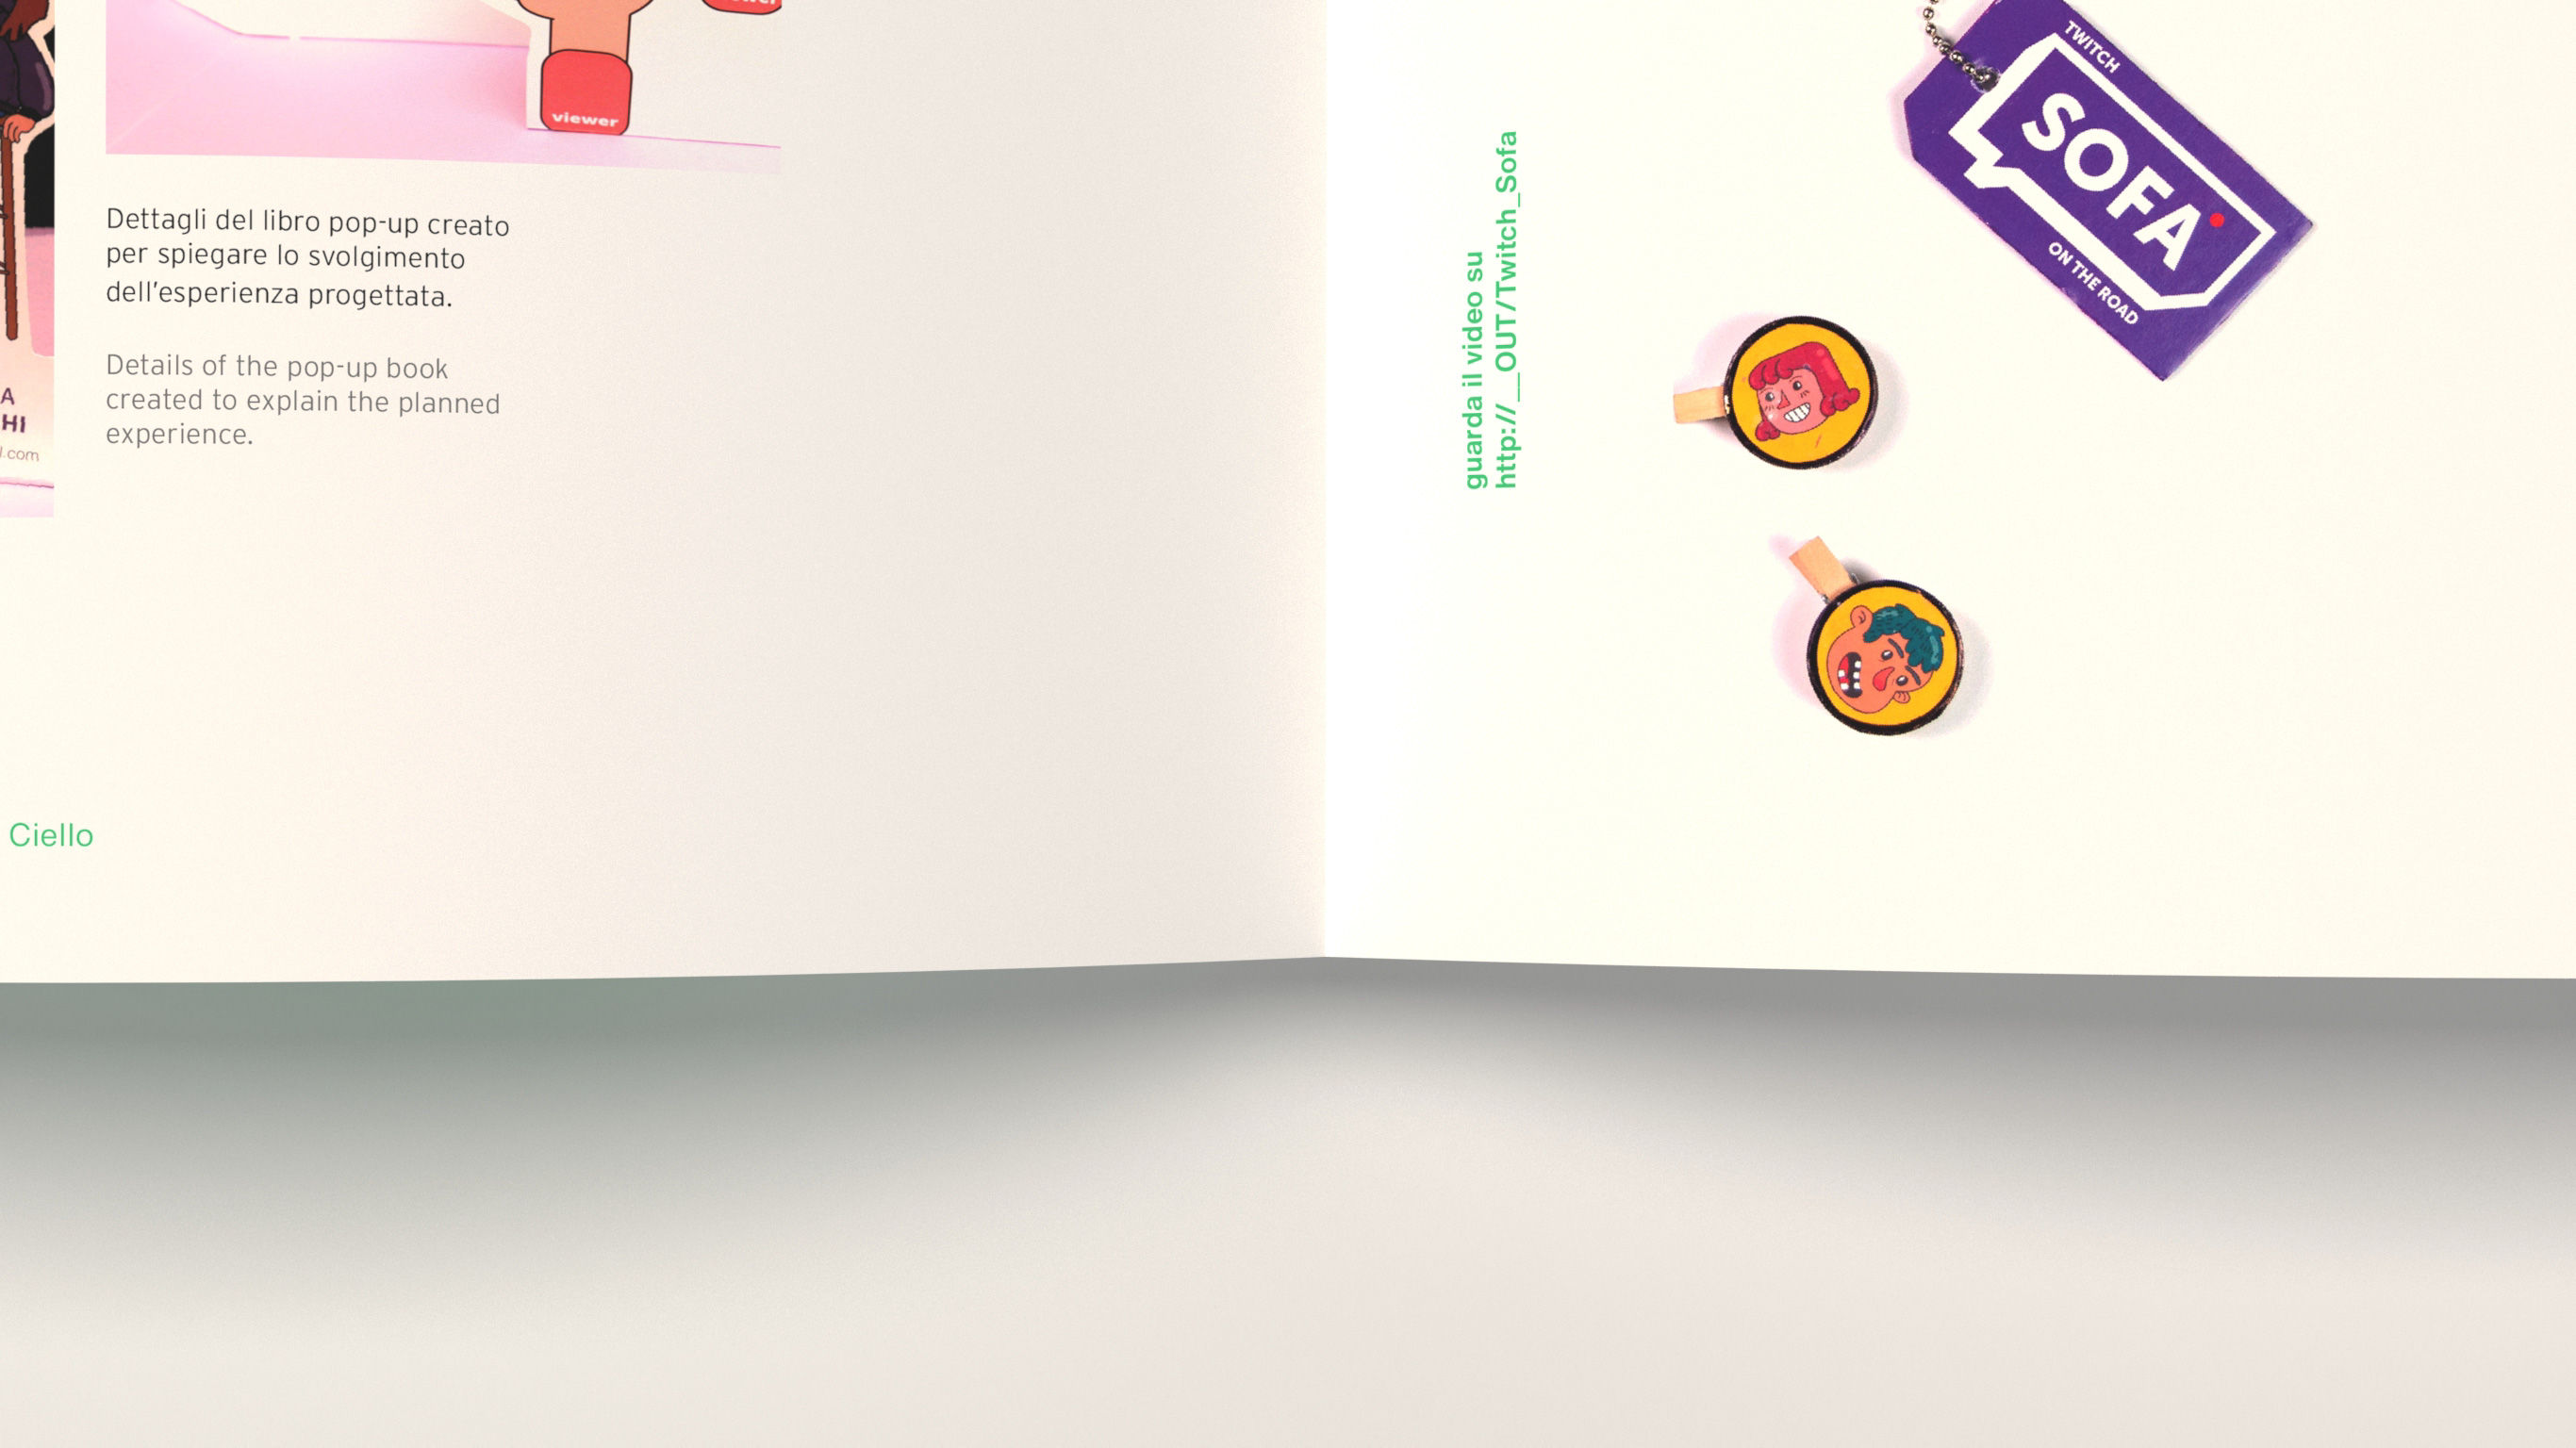 viewer
Dettagli del libro pop-up creato
per spiegare lo svolgimento
dell'esperienza progettata.
Details of the pop-up book
created to explain the planned
experience.
A
HI
l.com
Ciello
guarda il video su
http://__OUT/Twitch_Sofa
TWITCH
SOFA
ON THE ROAD